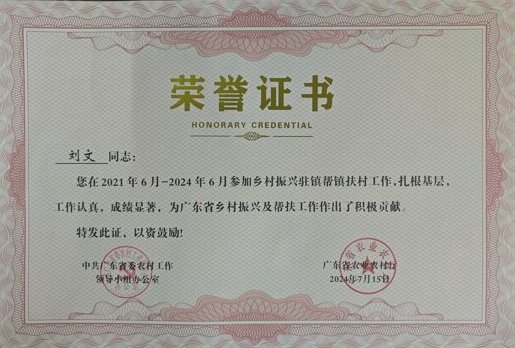 荣誉证书
HONORARY CREDENTIAL
刘文 同志：
您在2021年6月-2024年6月参加乡村振兴驻镇帮镇扶村工作，扎根基层，
工作认真，成绩显著，为广东省乡村振兴及帮扶工作作出了积极贡献。
特发此证，以资鼓励！
中共广东省委农村工作 广东省农业农村厅
领导小组办公室 2024年7月15日